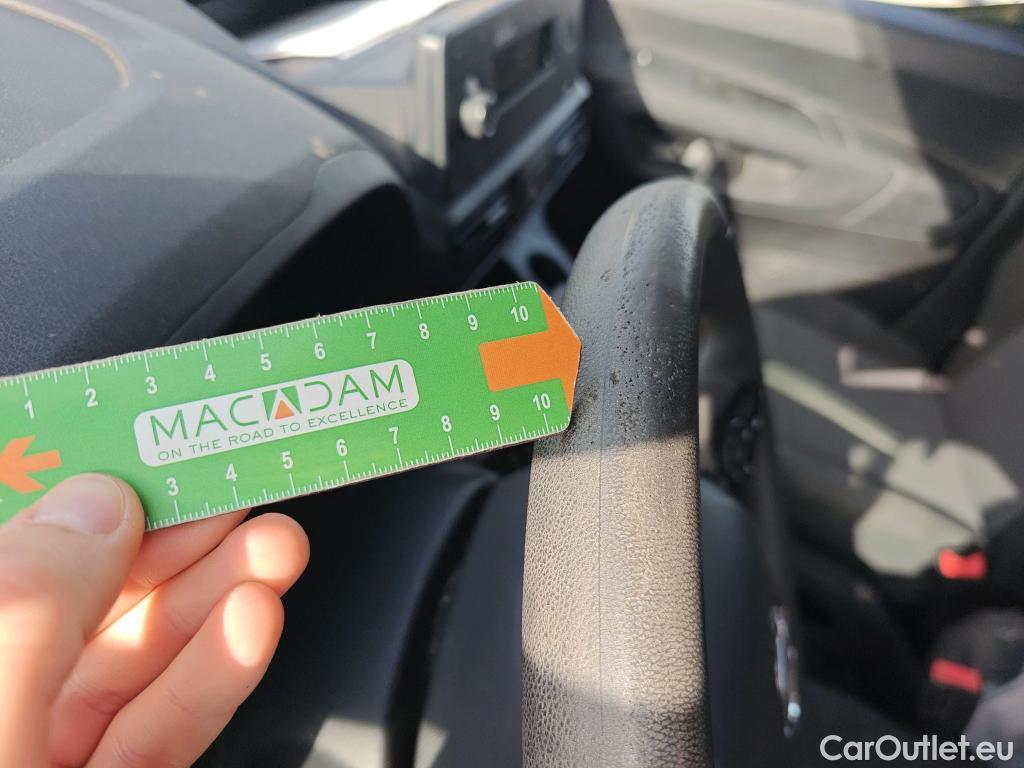 1 2 3 4 5 6 7 8 9 10
MACADAM
ON THE ROAD TO EXCELLENCE
3 4 5 6 7 8 9 10
CarOutlet.eu